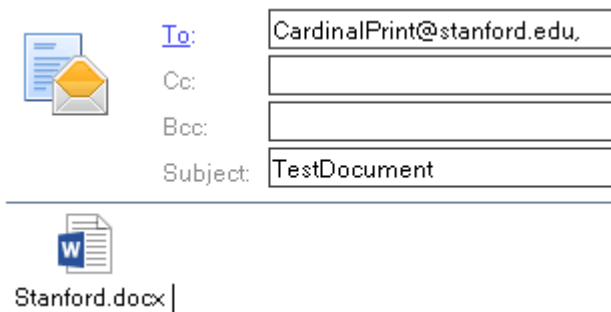 To: CardinalPrint@stanford.edu,
Cc:
Bcc:
Subject: TestDocument
W
Stanford.docx